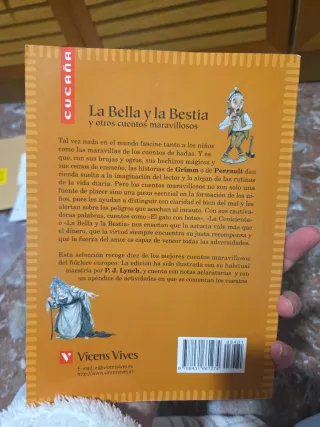 CUCAÑA
La Bella y la Bestia
y otros cuentos maravillosos
Tal vez nada en el mundo fascine tanto a los niños
como las maravillas de los cuentos de hadas. Y es
que, con sus brujas y ogros, sus hechizos mágicos y
sus reinos de ensueño, las historias de Grimm o de Perrault dan
rienda suelta a la imaginación del lector y la alejan de las rutinas
de la vida diaria. Pero los cuentos maravillosos no son solo una
fuente de placer sino una pieza esencial en la formación de los ni-
ños, pues les ayudan a distinguir con claridad el bien del mal y les
alertan sobre los peligros que acechan al incauto. Con sus cautiva-
doras palabras, cuentos como «El gato con botas», «La Cenicienta»
o «La Bella y la Bestia» nos enseñan que la astucia vale más que
el dinero, que la virtud siempre encuentra su justa recompensa y
que la fuerza del amor es capaz de vencer todas las adversidades.
Esta selección recoge diez de los mejores cuentos maravillosos
del folclore europeo. La edición ha sido ilustrada con su habitual
maestría por P. J. Lynch, y cuenta con notas aclaratorias y con
un apéndice de actividades en que se comentan los cuentos
Vicens Vives